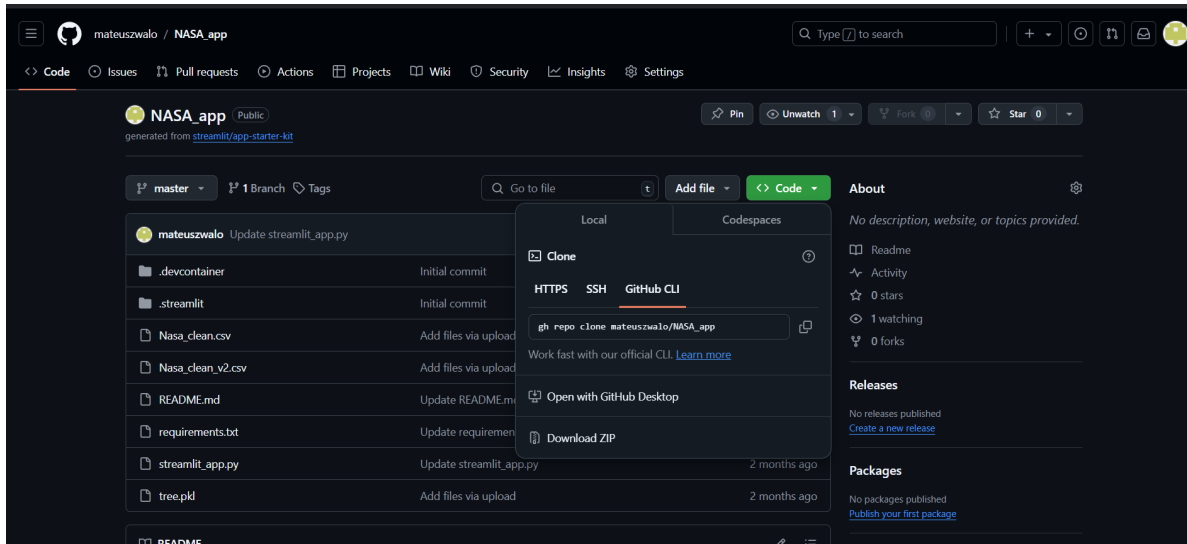 mateuszwalo / NASA_app
Type / to search
Code Issues Pull requests Actions Projects Wiki Security Insights Settings
NASA_app Public
generated from streamlit/app-starter-kit
Pin Unwatch 1 Fork 0 Star 0
master 1 Branch Tags Go to file t Add file Code
Local Codespaces
Clone
HTTPS SSH GitHub CLI
gh repo clone mateuszwalo/NASA_app
Work fast with our official CLI. Learn more
Open with GitHub Desktop
Download ZIP
mateuszwalo Update streamlit_app.py
.devcontainer Initial commit
.streamlit Initial commit
Nasa_clean.csv Add files via upload
Nasa_clean_v2.csv Add files via upload
README.md Update README.m
requirements.txt Update requiremen
streamlit_app.py Update streamlit_app.py 2 months ago
tree.pkl Add files via upload 2 months ago
README
About
No description, website, or topics provided.
Readme
Activity
0 stars
1 watching
0 forks
Releases
No releases published
Create a new release
Packages
No packages published
Publish your first package